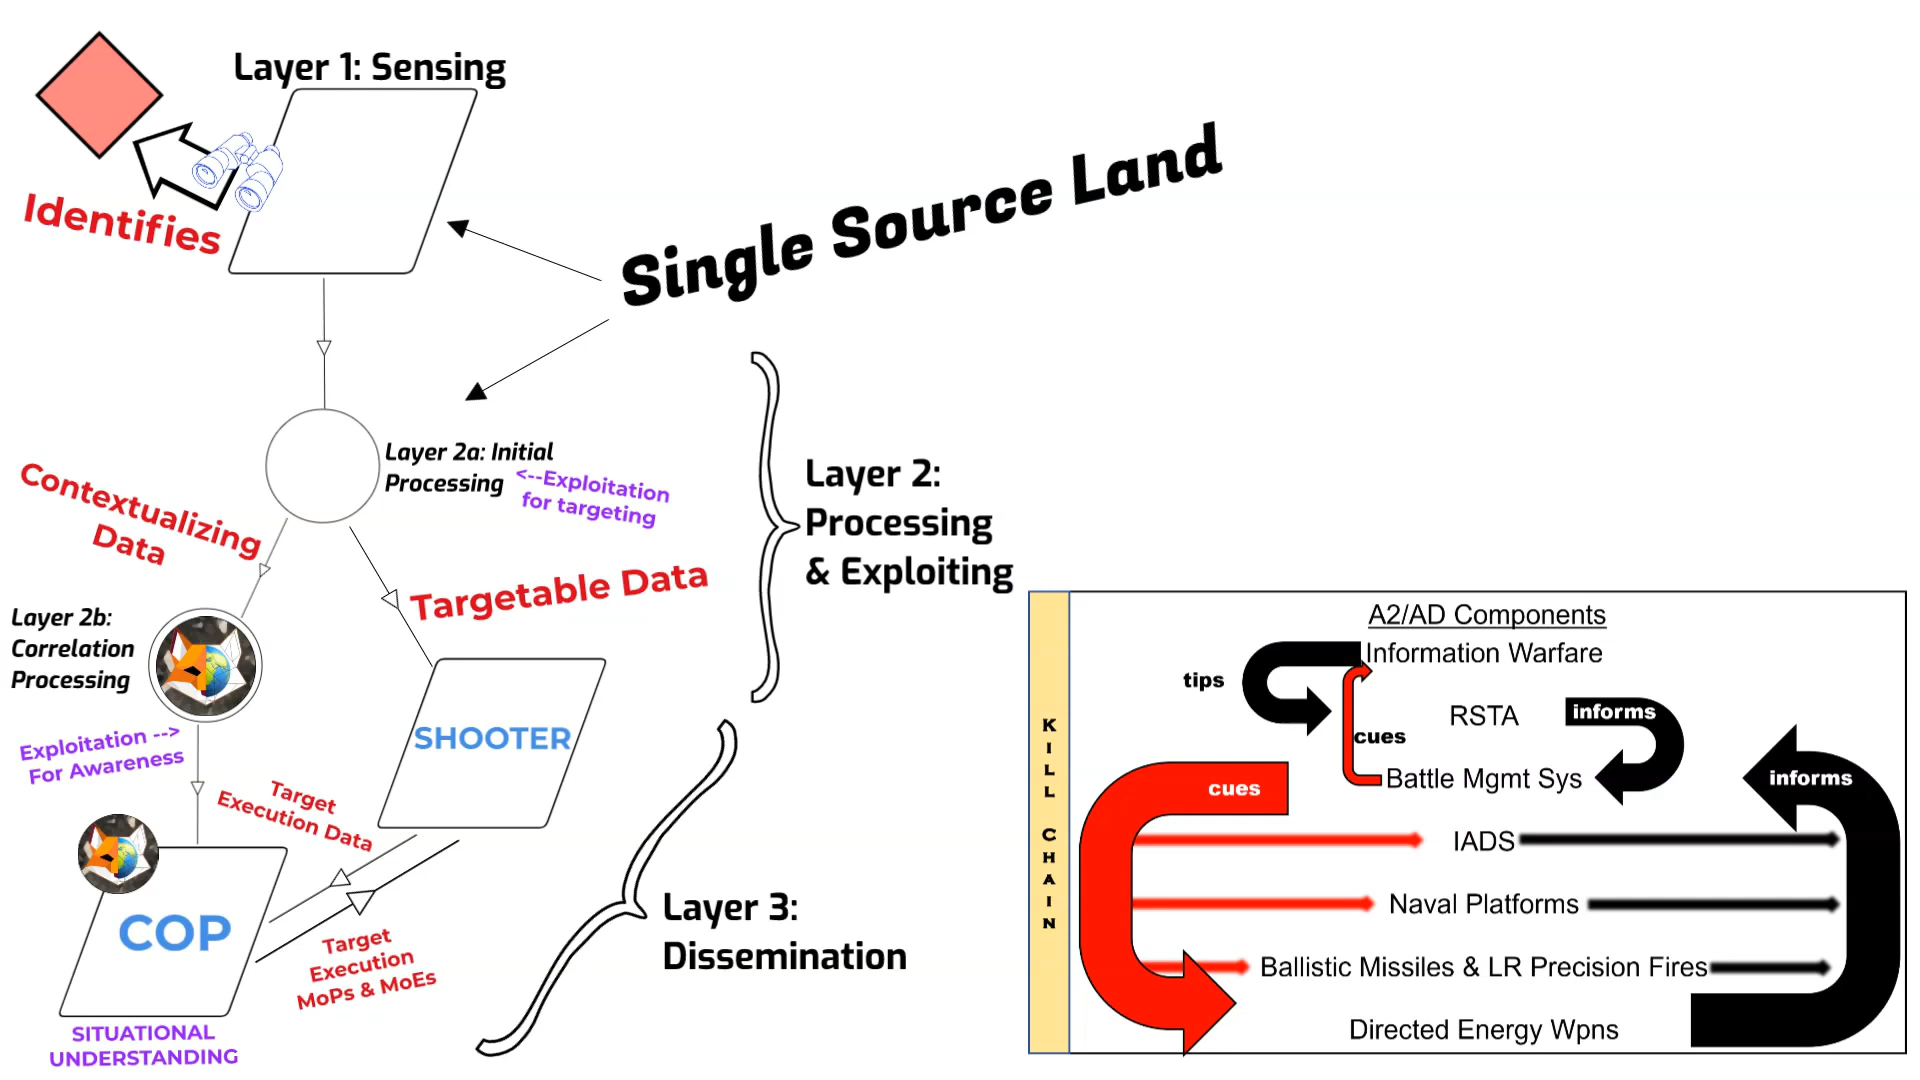 Layer 1: Sensing
Identifies
Single Source Land
Layer 2a: Initial
Processing
<--Exploitation
for targeting
Contextualizing
Data
Targetable Data
Layer 2:
Processing
& Exploiting
Layer 2b:
Correlation
Processing
Exploitation -->
For Awareness
SHOOTER
Target
Execution Data
COP
Target
Execution
MoPs & MoEs
SITUATIONAL
UNDERSTANDING
Layer 3:
Dissemination
KILL CHAIN
A2/AD Components
Information Warfare
tips
RSTA
informs
cues
Battle Mgmt Sys
informs
cues
IADS
Naval Platforms
Ballistic Missiles & LR Precision Fires
Directed Energy Wpns